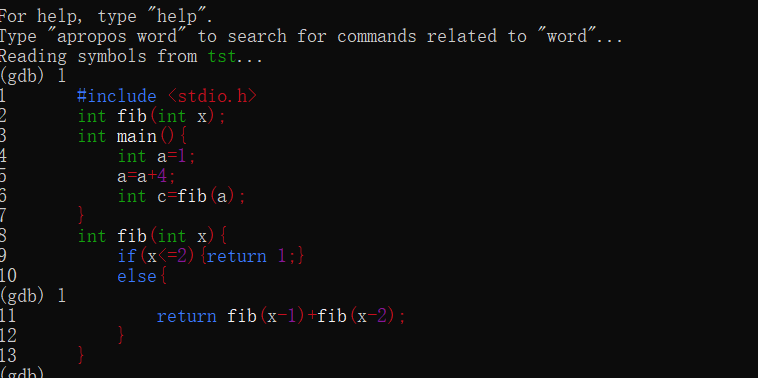 For help, type "help".
Type "apropos word" to search for commands related to "word"...
Reading symbols from tst...
(gdb) l
1       #include <stdio.h>
2       int fib(int x);
3       int main(){
4           int a=1;
5           a=a+4;
6           int c=fib(a);
7       }
8       int fib(int x){
9           if(x<=2){return 1;}
10          else{
(gdb) l
11              return fib(x-1)+fib(x-2);
12          }
13      }
(gdb)